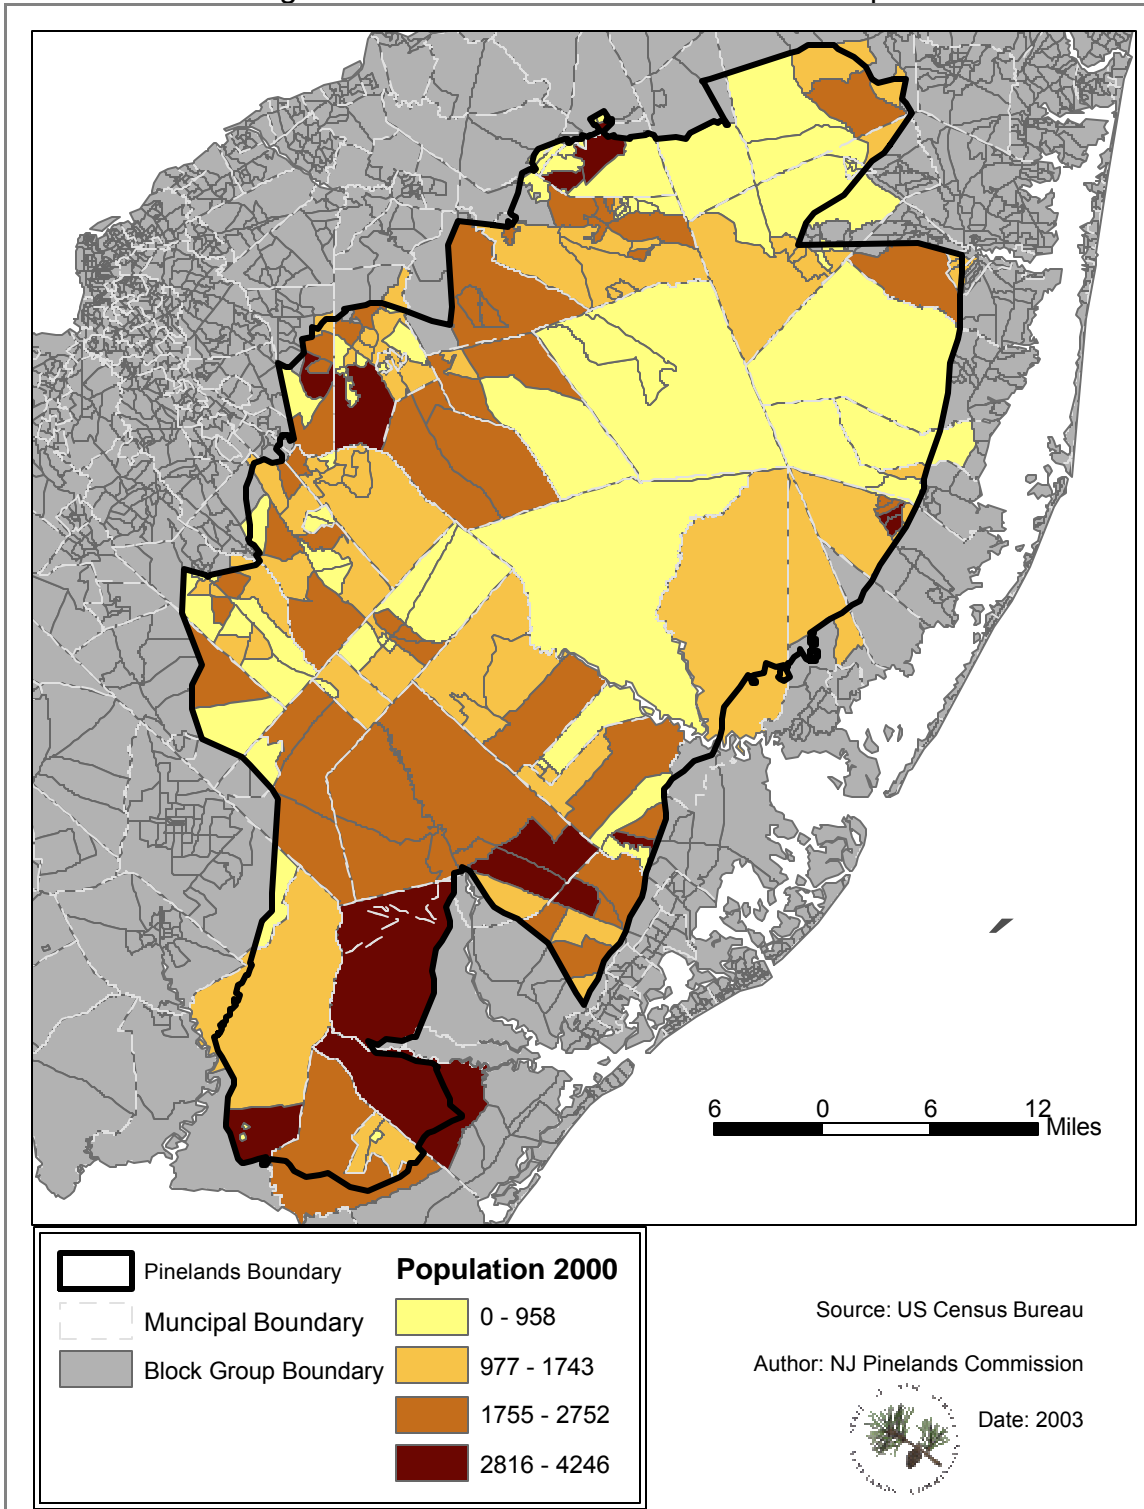 6 0 6 12
Miles
Pinelands Boundary
Muncipal Boundary
Block Group Boundary
Population 2000
0 - 958
977 - 1743
1755 - 2752
2816 - 4246
Source: US Census Bureau
Author: NJ Pinelands Commission
Date: 2003